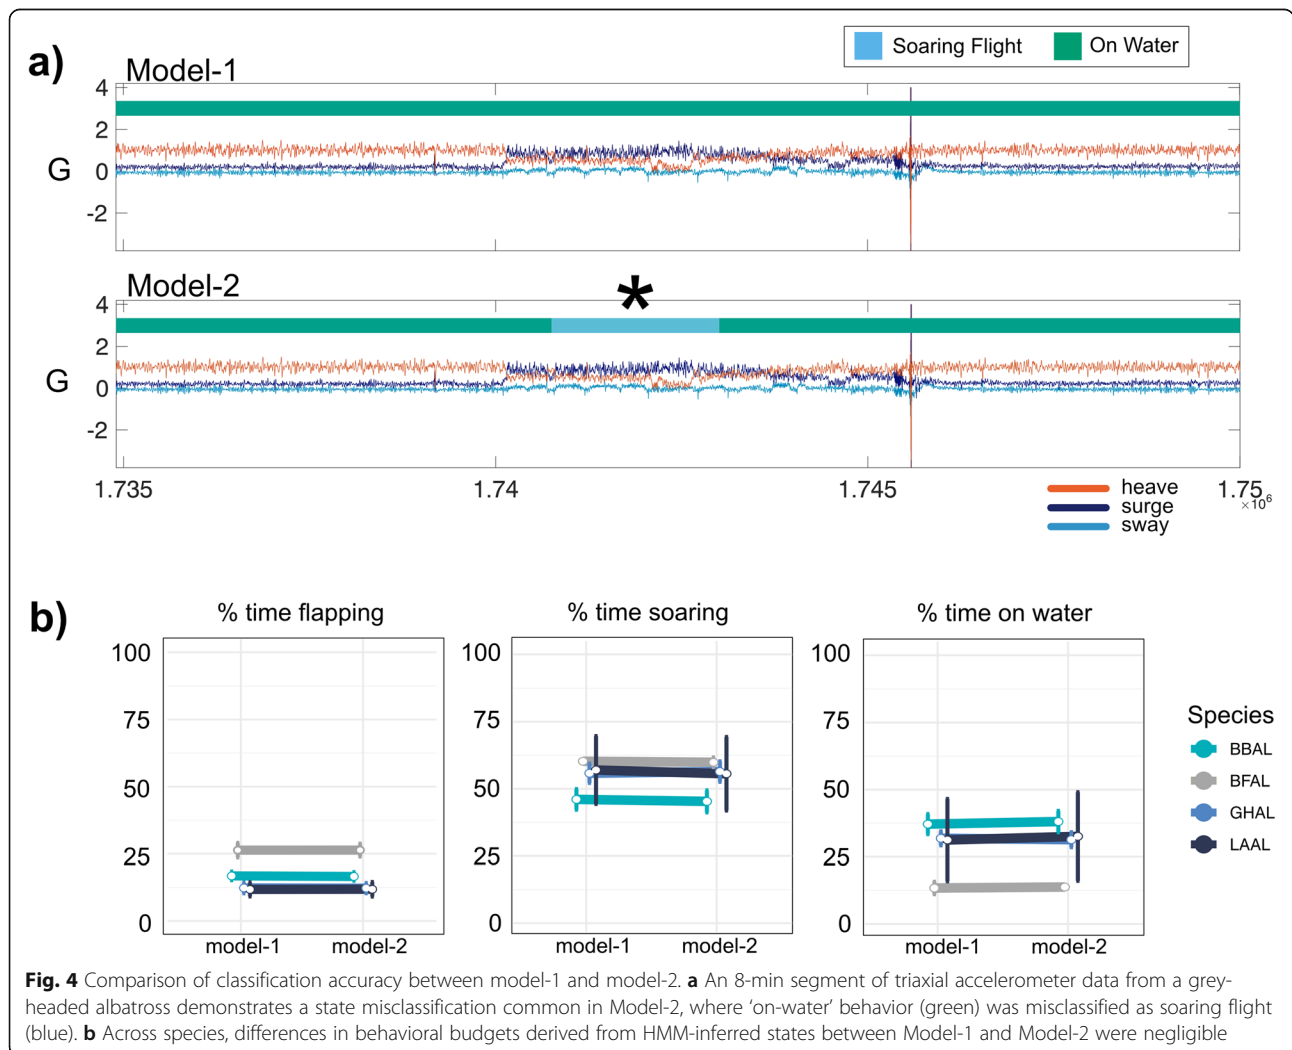 a)
Model-1
Soaring Flight
On Water
4
2
G
0
-2
Model-2
*
4
2
G
0
-2
1.735
1.74
1.745
1.75
×10⁶
heave
surge
sway
b)
% time flapping
% time soaring
% time on water
100
75
50
25
0
model-1
model-2
100
75
50
25
0
model-1
model-2
100
75
50
25
0
model-1
model-2
Species
BBAL
BFAL
GHAL
LAAL
Fig. 4 Comparison of classification accuracy between model-1 and model-2. a An 8-min segment of triaxial accelerometer data from a grey-
headed albatross demonstrates a state misclassification common in Model-2, where ‘on-water’ behavior (green) was misclassified as soaring flight
(blue). b Across species, differences in behavioral budgets derived from HMM-inferred states between Model-1 and Model-2 were negligible